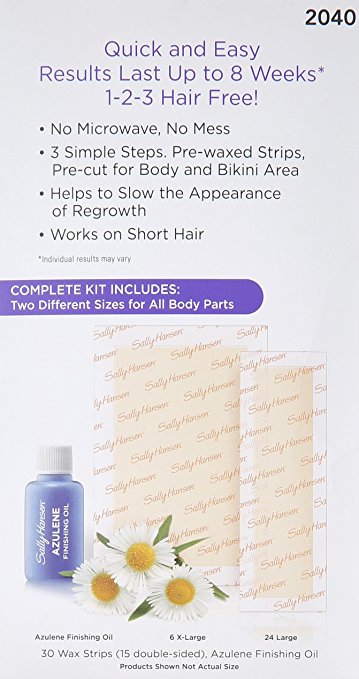 2040
Quick and Easy
Results Last Up to 8 Weeks*
1-2-3 Hair Free!
• No Microwave, No Mess
• 3 Simple Steps. Pre-waxed Strips,
Pre-cut for Body and Bikini Area
• Helps to Slow the Appearance
of Regrowth
• Works on Short Hair
*Individual results may vary
COMPLETE KIT INCLUDES:
Two Different Sizes for All Body Parts
Sally Hansen
Sally Hansen
AZULENE
FINISHING OIL
Azulene Finishing Oil
6 X-Large
24 Large
30 Wax Strips (15 double-sided), Azulene Finishing Oil
Products Shown Not Actual Size